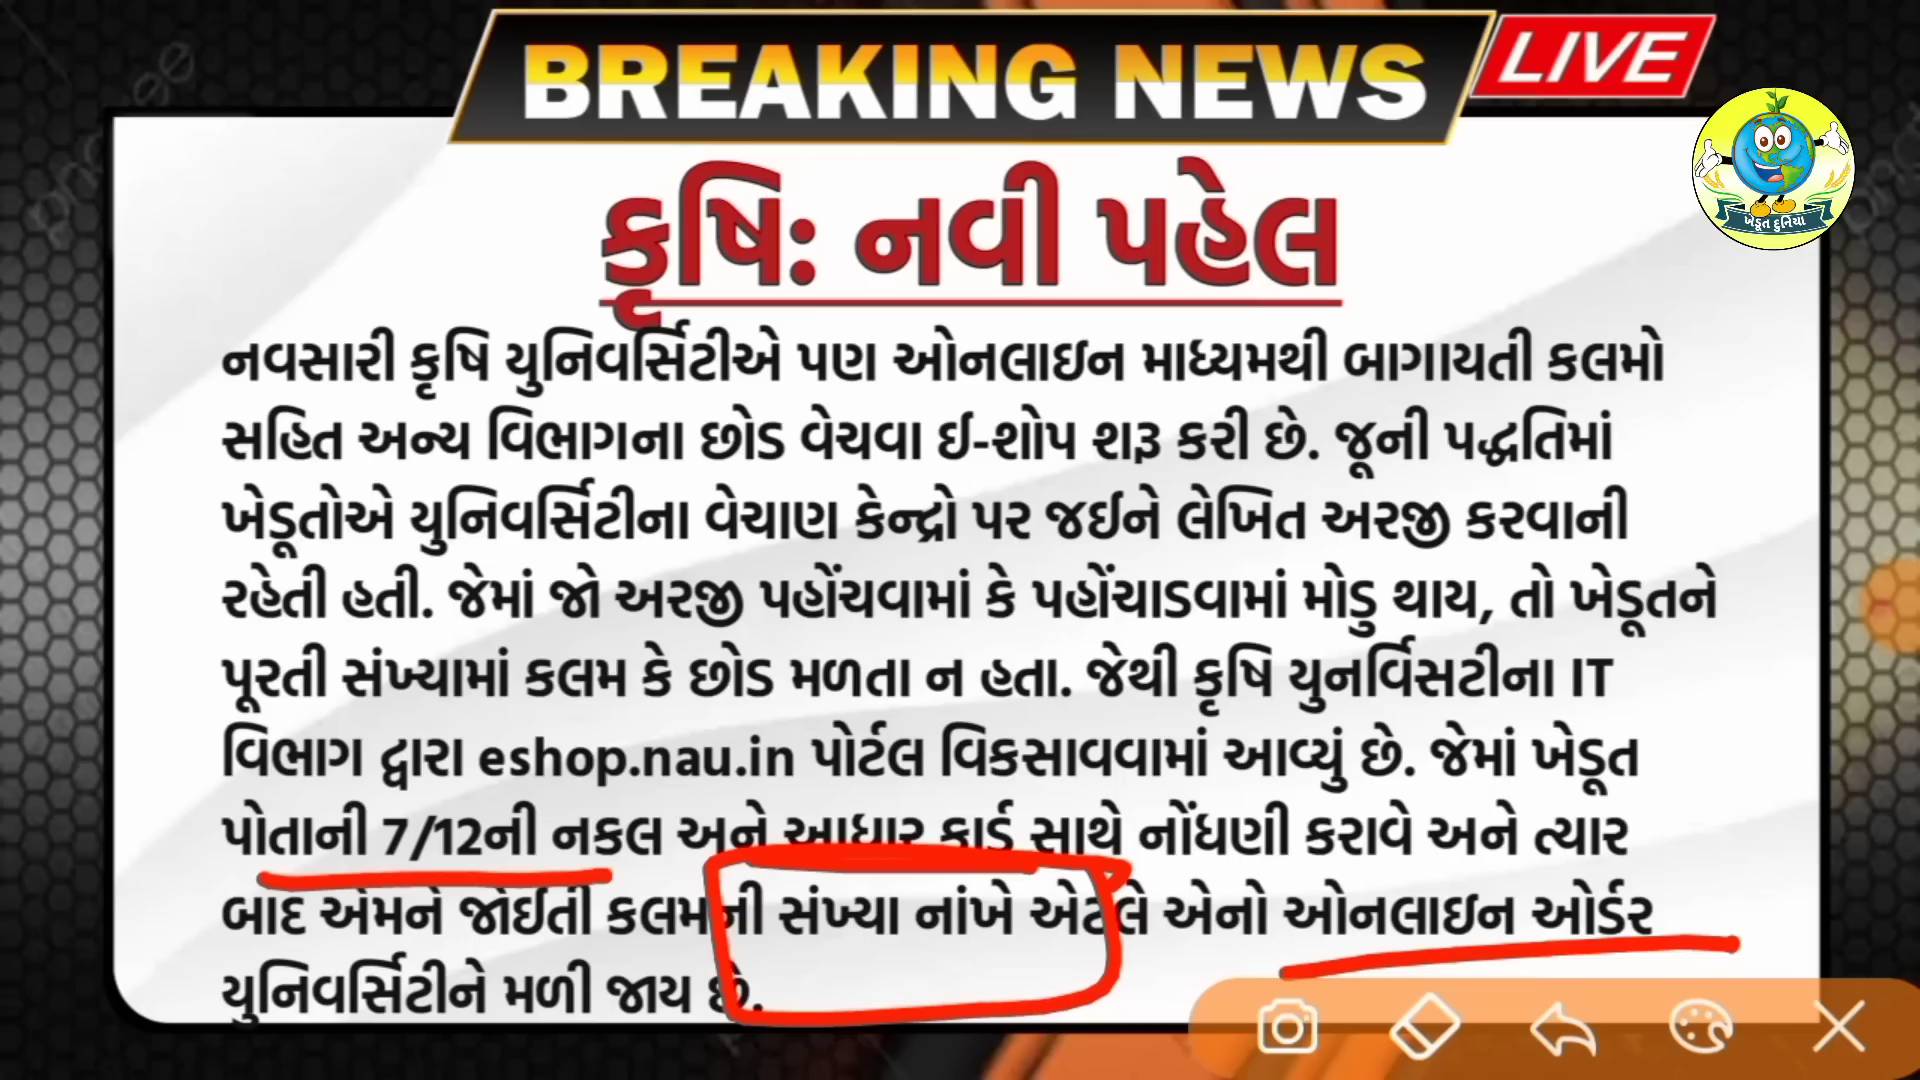 BREAKING NEWS
LIVE
ખેડૂત દુનિયા
કૃષિ: નવી પહેલ
નવસારી કૃષિ યુનિવર્સિટીએ પણ ઓનલાઇન માધ્યમથી બાગાયતી કલમો
સહિત અન્ય વિભાગના છોડ વેચવા ઈ-શોપ શરૂ કરી છે. જૂની પદ્ધતિમાં
ખેડૂતોએ યુનિવર્સિટીના વેચાણ કેન્દ્રો પર જઈને લેખિત અરજી કરવાની
રહેતી હતી. જેમાં જો અરજી પહોંચવામાં કે પહોંચાડવામાં મોડુ થાય, તો ખેડૂતને
પૂરતી સંખ્યામાં કલમ કે છોડ મળતા ન હતા. જેથી કૃષિ યુનર્વિસટીના IT
વિભાગ દ્વારા eshop.nau.in પોર્ટલ વિકસાવવામાં આવ્યું છે. જેમાં ખેડૂત
પોતાની 7/12ની નકલ અને આધાર કાર્ડ સાથે નોંધણી કરાવે અને ત્યાર
બાદ એમને જોઈતી કલમની સંખ્યા નાંખે એટલે એનો ઓનલાઇન ઓર્ડર
યુનિવર્સિટીને મળી જાય છે.